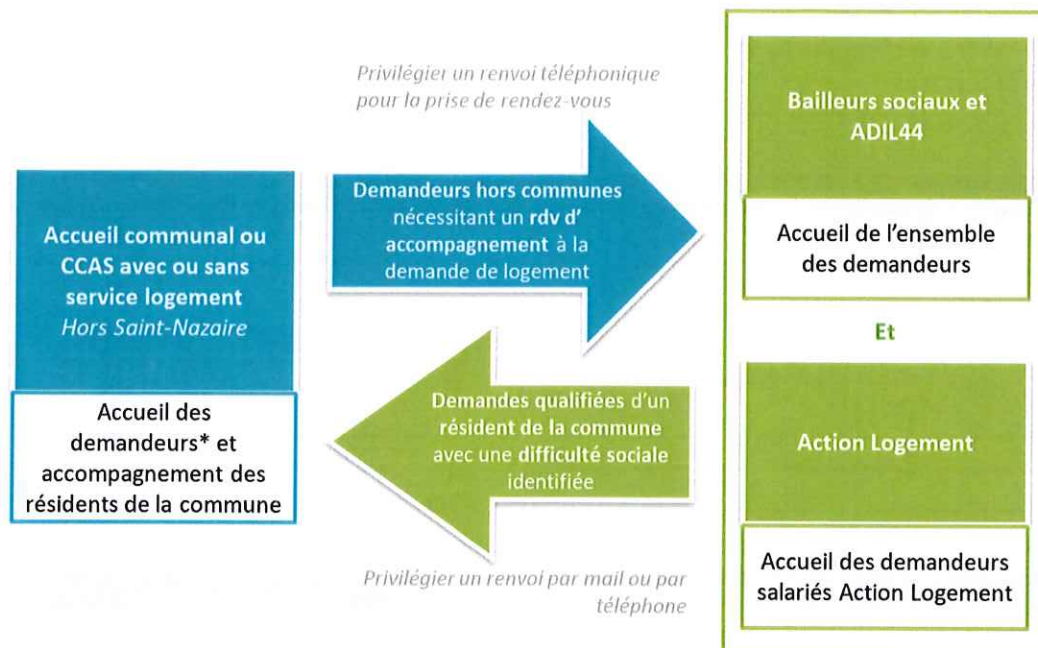 Privilégier un renvoi téléphonique
pour la prise de rendez-vous
Accueil communal ou
CCAS avec ou sans
service logement
Hors Saint-Nazaire
Accueil des
demandeurs* et
accompagnement des
résidents de la commune
Demandeurs hors communes
nécessitant un rdv d'
accompagnement à la
demande de logement
Demandes qualifiées d'un
résident de la commune
avec une difficulté sociale
identifiée
Privilégier un renvoi par mail ou par
téléphone
Bailleurs sociaux et
ADIL44
Accueil de l'ensemble
des demandeurs
Et
Action Logement
Accueil des demandeurs
salariés Action Logement